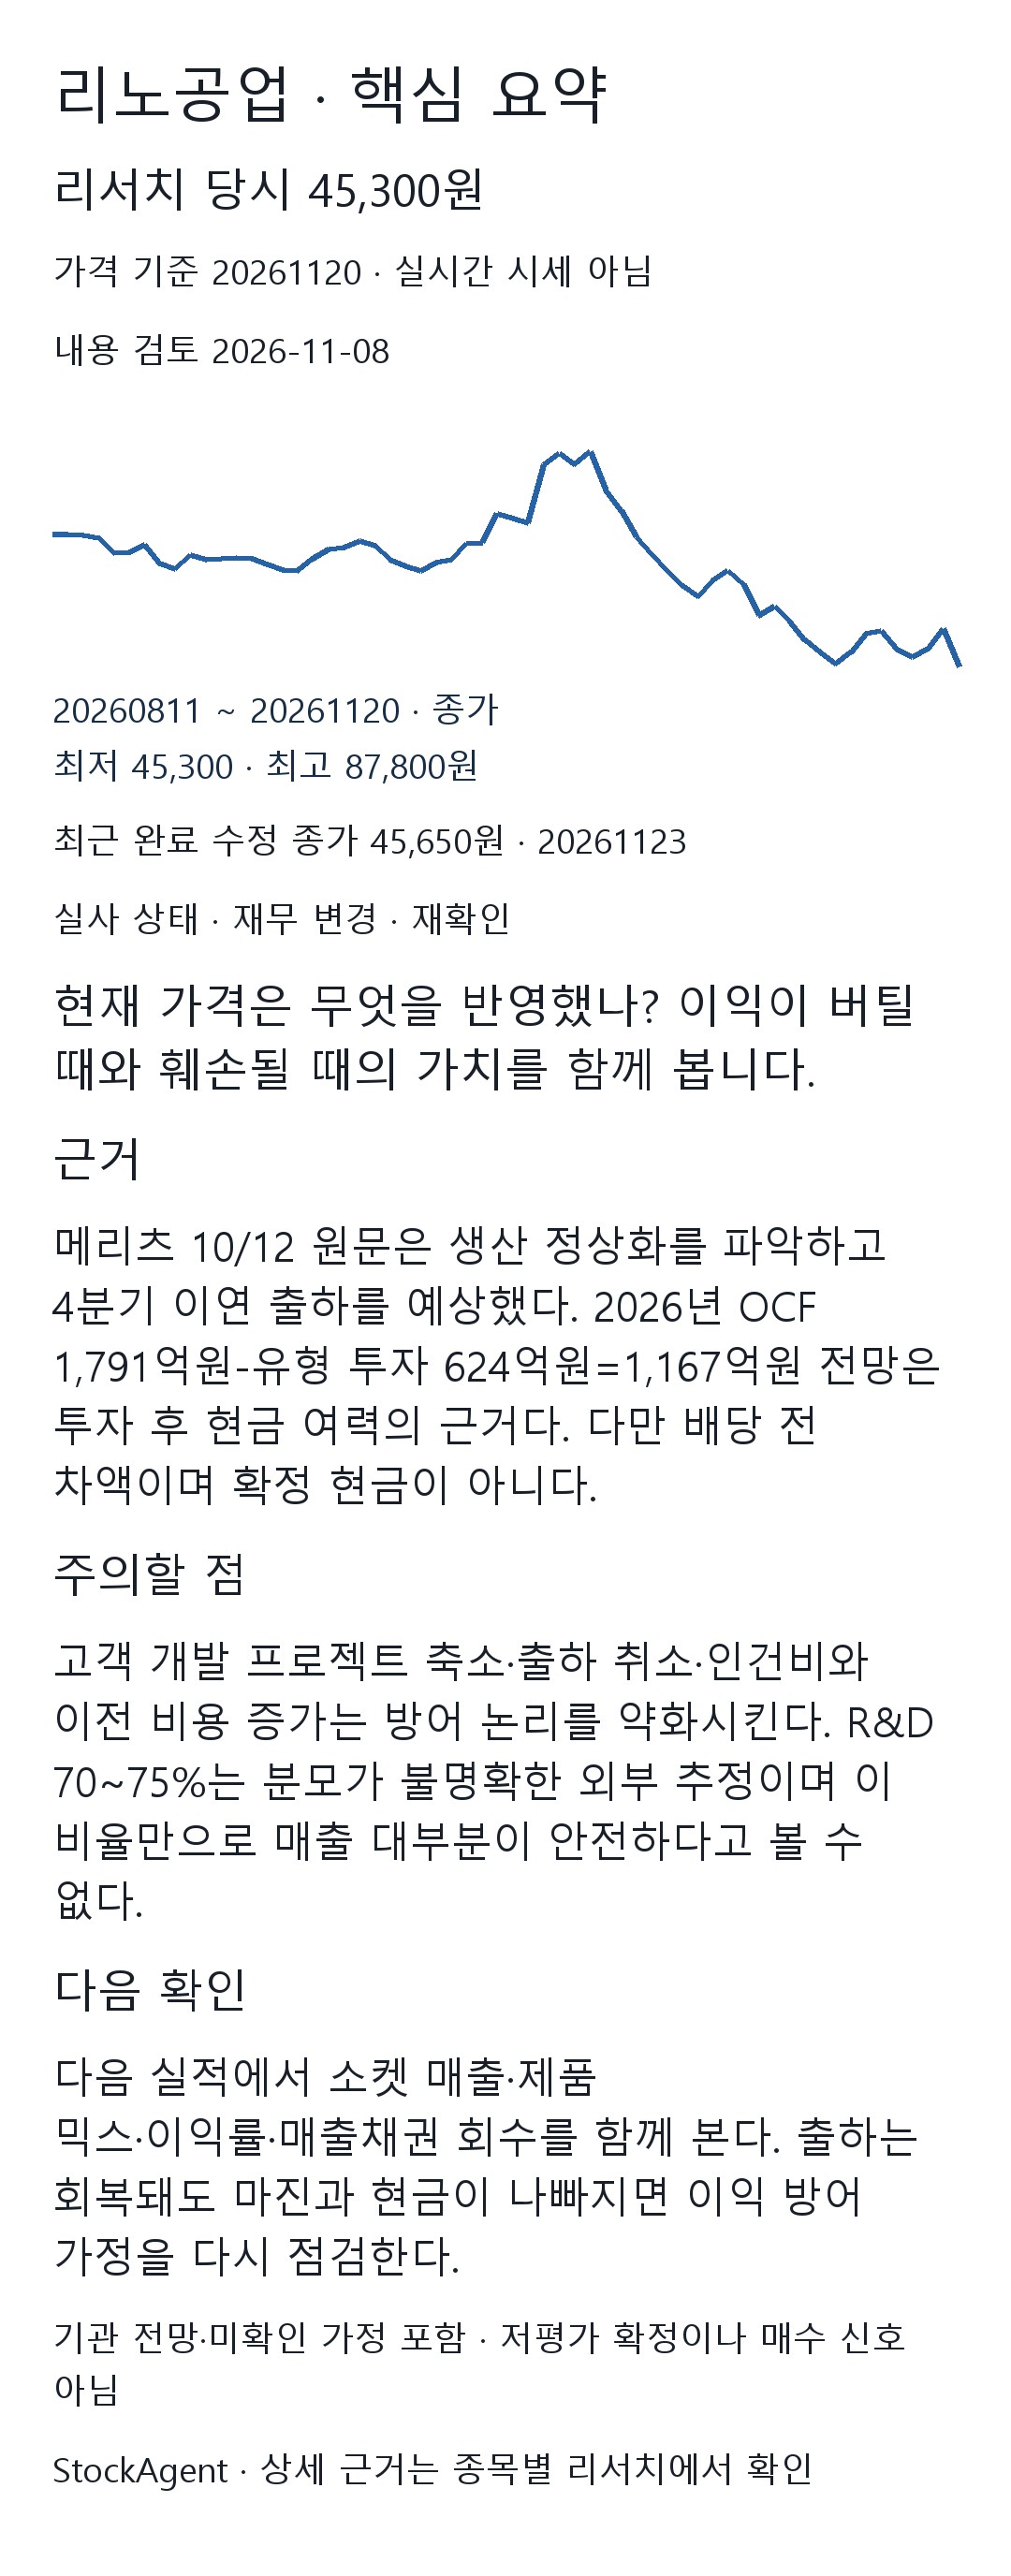 리노공업 · 핵심 요약
리서치 당시 45,300원
가격 기준 20261120 · 실시간 시세 아님
내용 검토 2026-11-08
20260811 ~ 20261120 · 종가
최저 45,300 · 최고 87,800원
최근 완료 수정 종가 45,650원 · 20261123
실사 상태 · 재무 변경 · 재확인
현재 가격은 무엇을 반영했나? 이익이 버틸
때와 훼손될 때의 가치를 함께 봅니다.
근거
메리츠 10/12 원문은 생산 정상화를 파악하고
4분기 이연 출하를 예상했다. 2026년 OCF
1,791억원-유형 투자 624억원=1,167억원 전망은
투자 후 현금 여력의 근거다. 다만 배당 전
차액이며 확정 현금이 아니다.
주의할 점
고객 개발 프로젝트 축소·출하 취소·인건비와
이전 비용 증가는 방어 논리를 약화시킨다. R&D
70~75%는 분모가 불명확한 외부 추정이며 이
비율만으로 매출 대부분이 안전하다고 볼 수
없다.
다음 확인
다음 실적에서 소켓 매출·제품
믹스·이익률·매출채권 회수를 함께 본다. 출하는
회복돼도 마진과 현금이 나빠지면 이익 방어
가정을 다시 점검한다.
기관 전망·미확인 가정 포함 · 저평가 확정이나 매수 신호
아님
StockAgent · 상세 근거는 종목별 리서치에서 확인